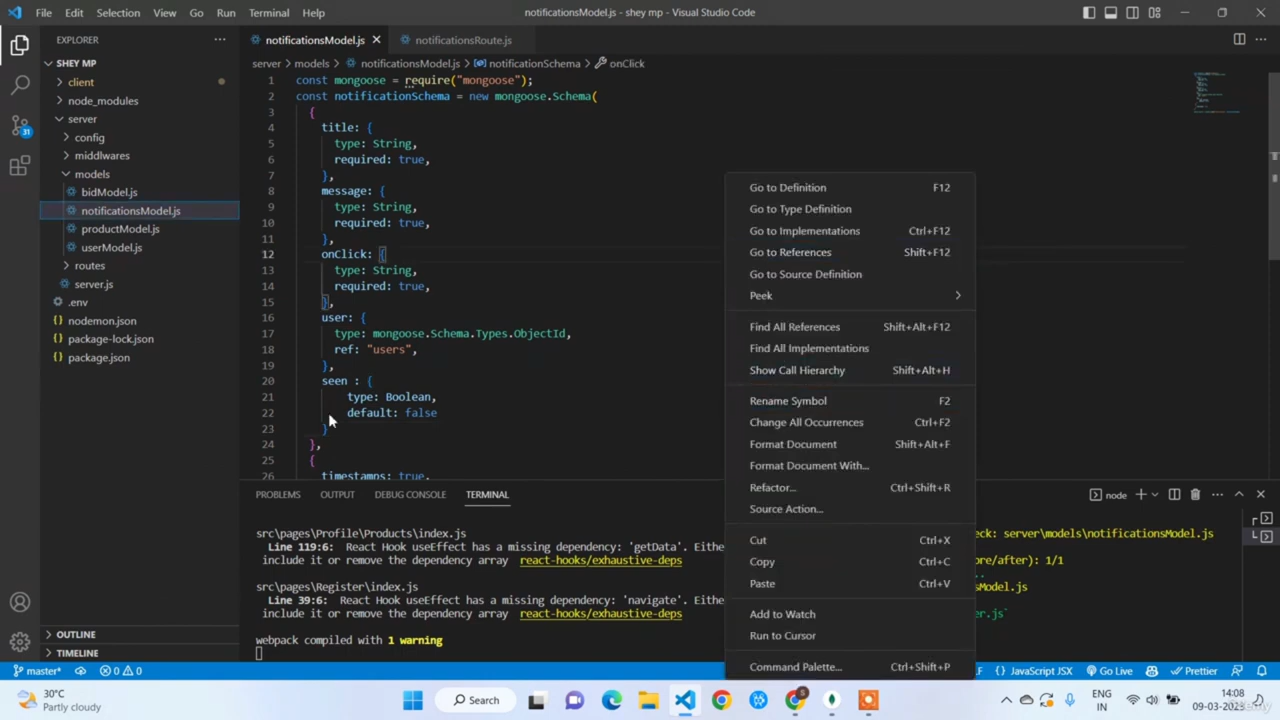 File Edit Selection View Go Run Terminal Help notificationsModel.js - shey mp - Visual Studio Code
EXPLORER
SHEY MP
client
node_modules
server
config
middlwares
models
bidModel.js
notificationsModel.js
productModel.js
userModel.js
routes
server.js
.env
nodemon.json
package-lock.json
package.json
OUTLINE
TIMELINE
31
notificationsModel.js notificationsRoute.js
server > models > notificationsModel.js > notificationSchema > onClick
1 const mongoose = require("mongoose");
2 const notificationSchema = new mongoose.Schema(
3 {
4 title: {
5 type: String,
6 required: true,
7 },
8 message: {
9 type: String,
10 required: true,
11 },
12 onClick: {
13 type: String,
14 required: true,
15 },
16 user: {
17 type: mongoose.Schema.Types.ObjectId,
18 ref: "users",
19 },
20 seen : {
21 type: Boolean,
22 default: false
23 }
24 },
25 {
26 timestamps: true,
Go to Definition F12
Go to Type Definition
Go to Implementations Ctrl+F12
Go to References Shift+F12
Go to Source Definition
Peek
Find All References Shift+Alt+F12
Find All Implementations
Show Call Hierarchy Shift+Alt+H
Rename Symbol F2
Change All Occurrences Ctrl+F2
Format Document Shift+Alt+F
Format Document With...
Refactor... Ctrl+Shift+R
Source Action...
Cut Ctrl+X
Copy Ctrl+C
Paste Ctrl+V
Add to Watch
Run to Cursor
Command Palette... Ctrl+Shift+P
PROBLEMS OUTPUT DEBUG CONSOLE TERMINAL
node
src\pages\Profile\Products\index.js
Line 119:6: React Hook useEffect has a missing dependency: 'getData'. Eithe
include it or remove the dependency array react-hooks/exhaustive-deps
src\pages\Register\index.js
Line 39:6: React Hook useEffect has a missing dependency: 'navigate'. Eithe
include it or remove the dependency array react-hooks/exhaustive-deps
webpack compiled with 1 warning
eck: server\models\notificationsModel.js
ore/after): 1/1
..
sModel.js
er.js`
master* 0 0 JavaScript JSX Go Live Prettier
30°C
Partly cloudy
Search
ENG
IN
14:08
09-03-2023